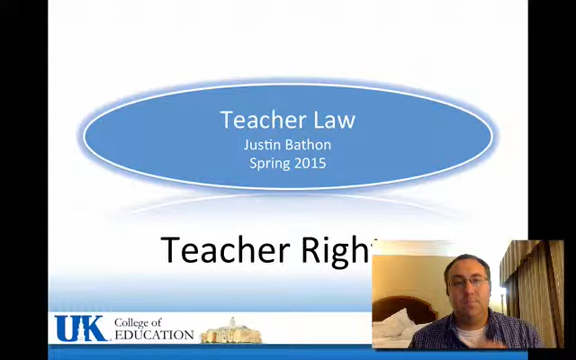 Teacher Law
Justin Bathon
Spring 2015
Teacher Righ
UK
College of
EDUCATION